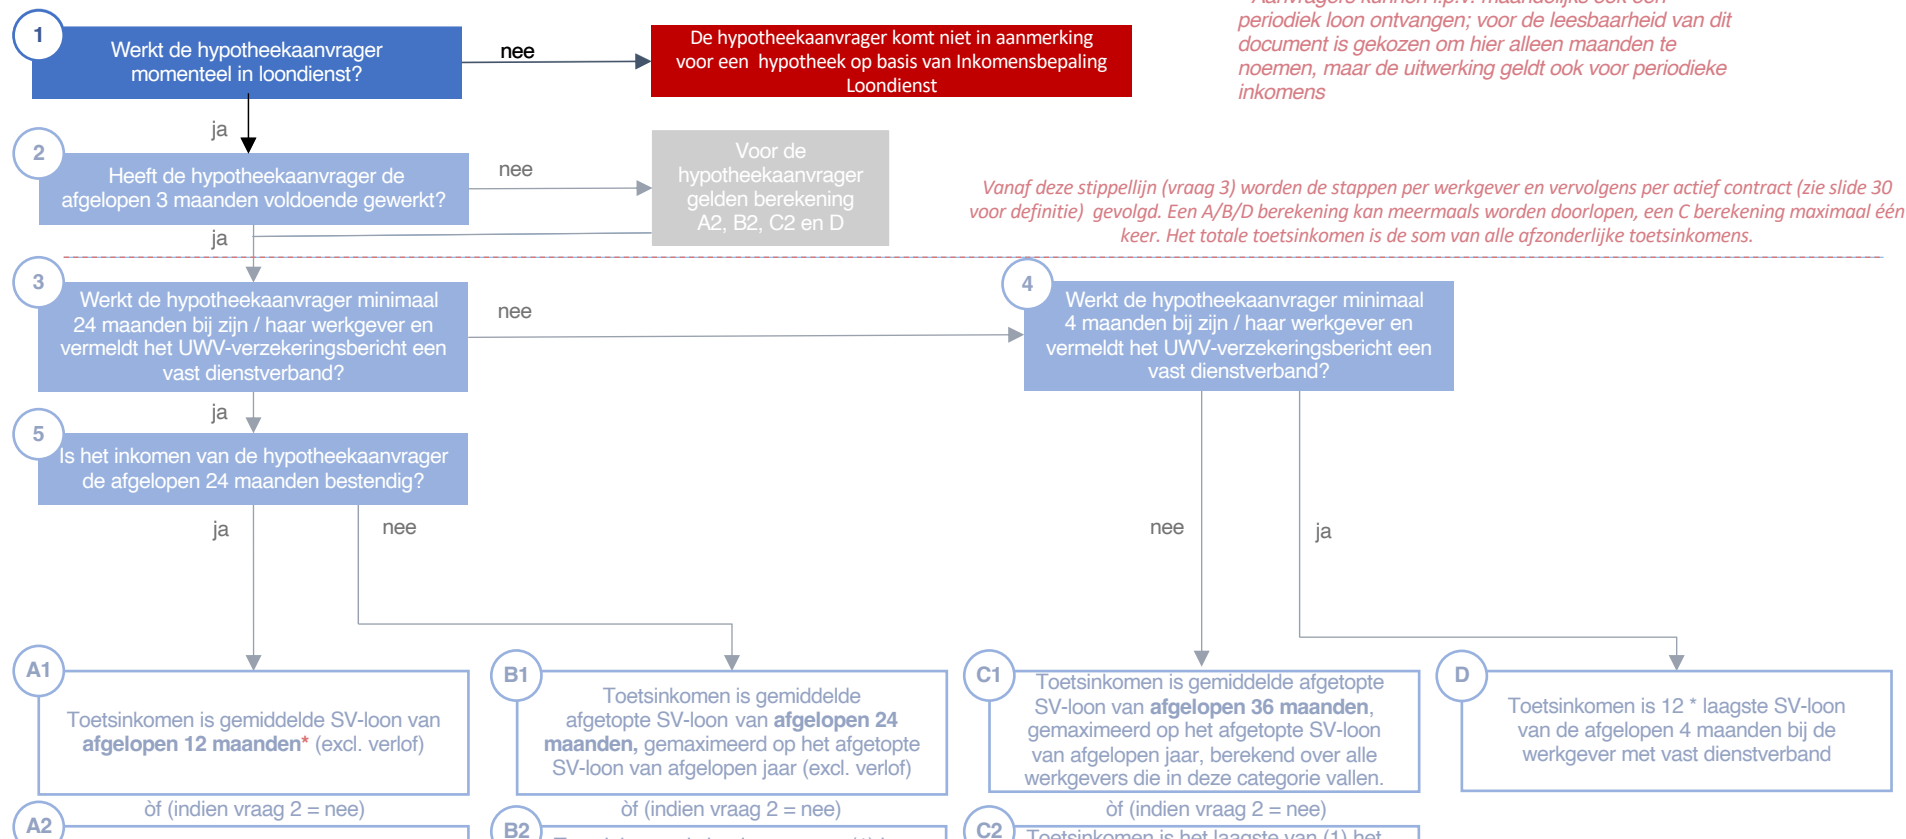 * Aanvragers kunnen i.p.v. maandelijks ook een
periodiek loon ontvangen; voor de leesbaarheid van dit
document is gekozen om hier alleen maanden te
noemen, maar de uitwerking geldt ook voor periodieke
inkomens
1
Werkt de hypotheekaanvrager
momenteel in loondienst?
nee
De hypotheekaanvrager komt niet in aanmerking
voor een hypotheek op basis van Inkomensbepaling
Loondienst
ja
2
Heeft de hypotheekaanvrager de
afgelopen 3 maanden voldoende gewerkt?
nee
Voor de
hypotheekaanvrager
gelden berekening
A2, B2, C2 en D
ja
Vanaf deze stippellijn (vraag 3) worden de stappen per werkgever en vervolgens per actief contract (zie slide 30
voor definitie) gevolgd. Een A/B/D berekening kan meermaals worden doorlopen, een C berekening maximaal één
keer. Het totale toetsinkomen is de som van alle afzonderlijke toetsinkomens.
3
Werkt de hypotheekaanvrager minimaal
24 maanden bij zijn / haar werkgever en
vermeldt het UWV-verzekeringsbericht een
vast dienstverband?
nee
4
Werkt de hypotheekaanvrager minimaal
4 maanden bij zijn / haar werkgever en
vermeldt het UWV-verzekeringsbericht een
vast dienstverband?
ja
5
Is het inkomen van de hypotheekaanvrager
de afgelopen 24 maanden bestendig?
ja
nee
nee
ja
A1
Toetsinkomen is gemiddelde SV-loon van
afgelopen 12 maanden* (excl. verlof)
òf (indien vraag 2 = nee)
A2
B1
Toetsinkomen is gemiddelde
afgetopte SV-loon van afgelopen 24
maanden, gemaximeerd op het afgetopte
SV-loon van afgelopen jaar (excl. verlof)
òf (indien vraag 2 = nee)
B2
C1
Toetsinkomen is gemiddelde afgetopte
SV-loon van afgelopen 36 maanden,
gemaximeerd op het afgetopte SV-loon
van afgelopen jaar, berekend over alle
werkgevers die in deze categorie vallen.
òf (indien vraag 2 = nee)
C2
Toetsinkomen is het laagste van (1) het
D
Toetsinkomen is 12 * laagste SV-loon
van de afgelopen 4 maanden bij de
werkgever met vast dienstverband